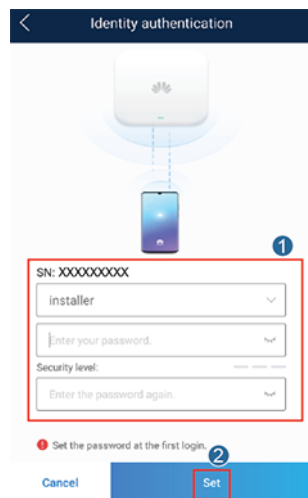 Identity authentication
1
SN: XXXXXXXXX
installer
Enter your password.
Security level:
Enter the password again.
Set the password at the first login.
2
Cancel
Set